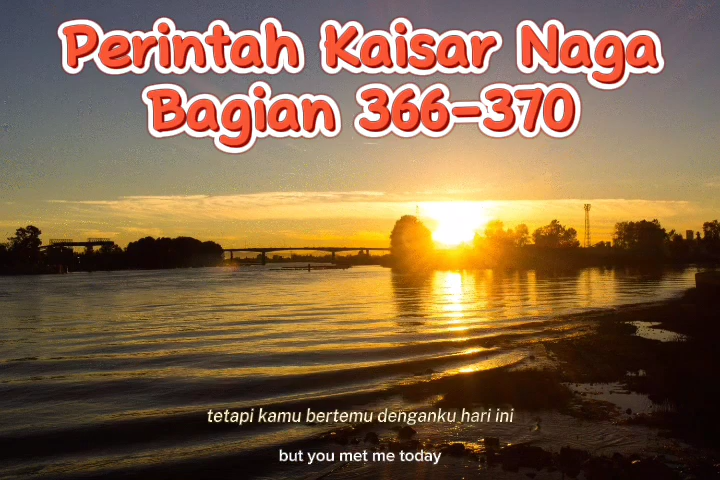 Perintah Kaisar Naga
Bagian 366-370
tetapi kamu bertemu denganku hari ini
but you met me today